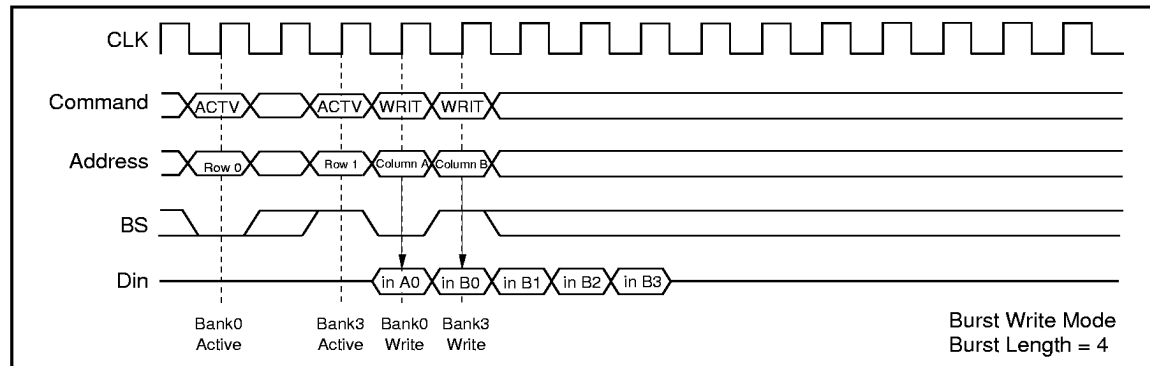 CLK
Command ACTV ACTV WRIT WRIT
Address Row 0 Row 1 Column A Column B
BS
Din in A0 in B0 in B1 in B2 in B3
Bank0 Bank3 Bank0 Bank3
Active Active Write Write
Burst Write Mode
Burst Length = 4